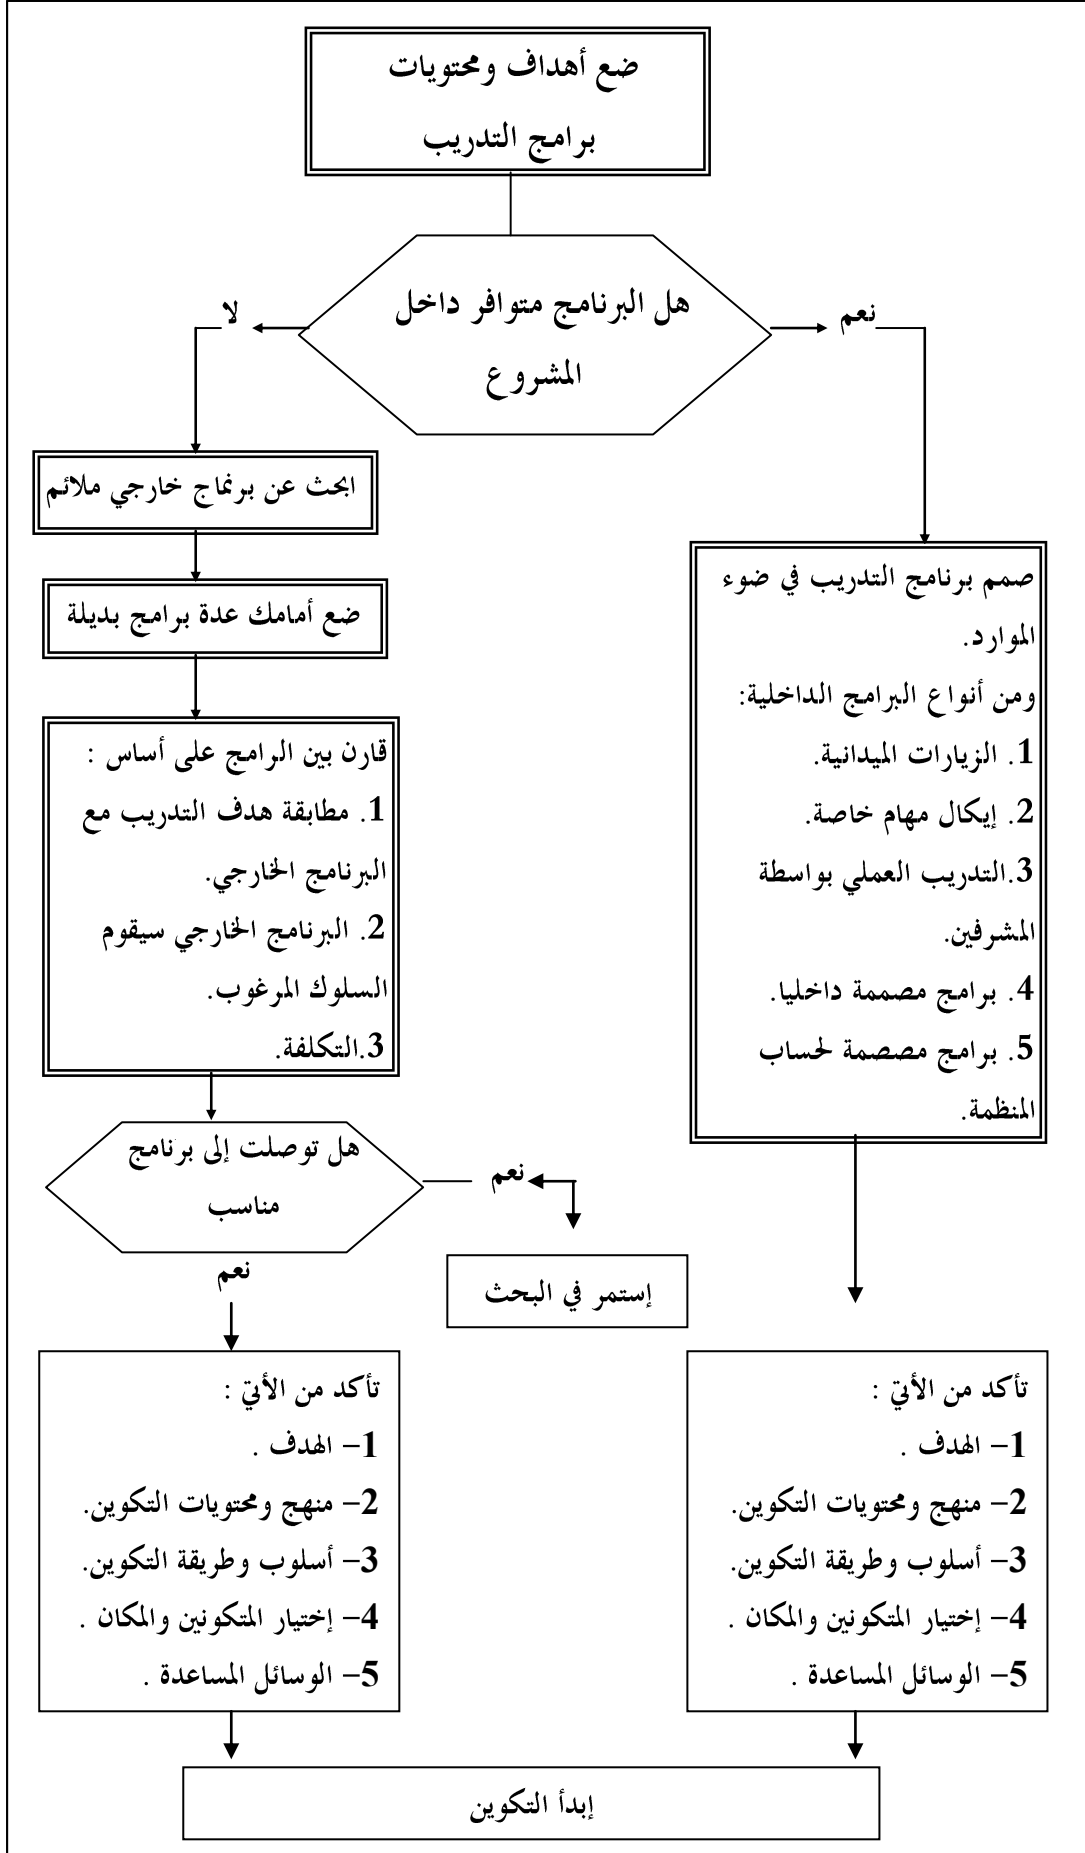 ضع أهداف ومحتويات
برامج التدريب
هل البرنامج متوافر داخل
المشروع
نعم
لا
ابحث عن برنماج خارجي ملائم
ضع أمامك عدة برامج بديلة
قارن بين الرامج على أساس :
1. مطابقة هدف التدريب مع
البرنامج الخارجي.
2. البرنامج الخارجي سيقوم
السلوك المرغوب.
3.التكلفة.
صمم برنامج التدريب في ضوء
الموارد.
ومن أنواع البرامج الداخلية:
1. الزيارات الميدانية.
2. إيكال مهام خاصة.
3.التدريب العملي بواسطة
المشرفين.
4. برامج مصممة داخليا.
5. برامج مصصمة لحساب
المنظمة.
هل توصلت إلى برنامج
مناسب
نعم
نعم
إستمر في البحث
تأكد من الأتي :
1– الهدف .
2– منهج ومحتويات التكوين.
3– أسلوب وطريقة التكوين.
4– إختيار المتكونين والمكان .
5– الوسائل المساعدة .
تأكد من الأتي :
1– الهدف .
2– منهج ومحتويات التكوين.
3– أسلوب وطريقة التكوين.
4– إختيار المتكونين والمكان .
5– الوسائل المساعدة .
إبدأ التكوين